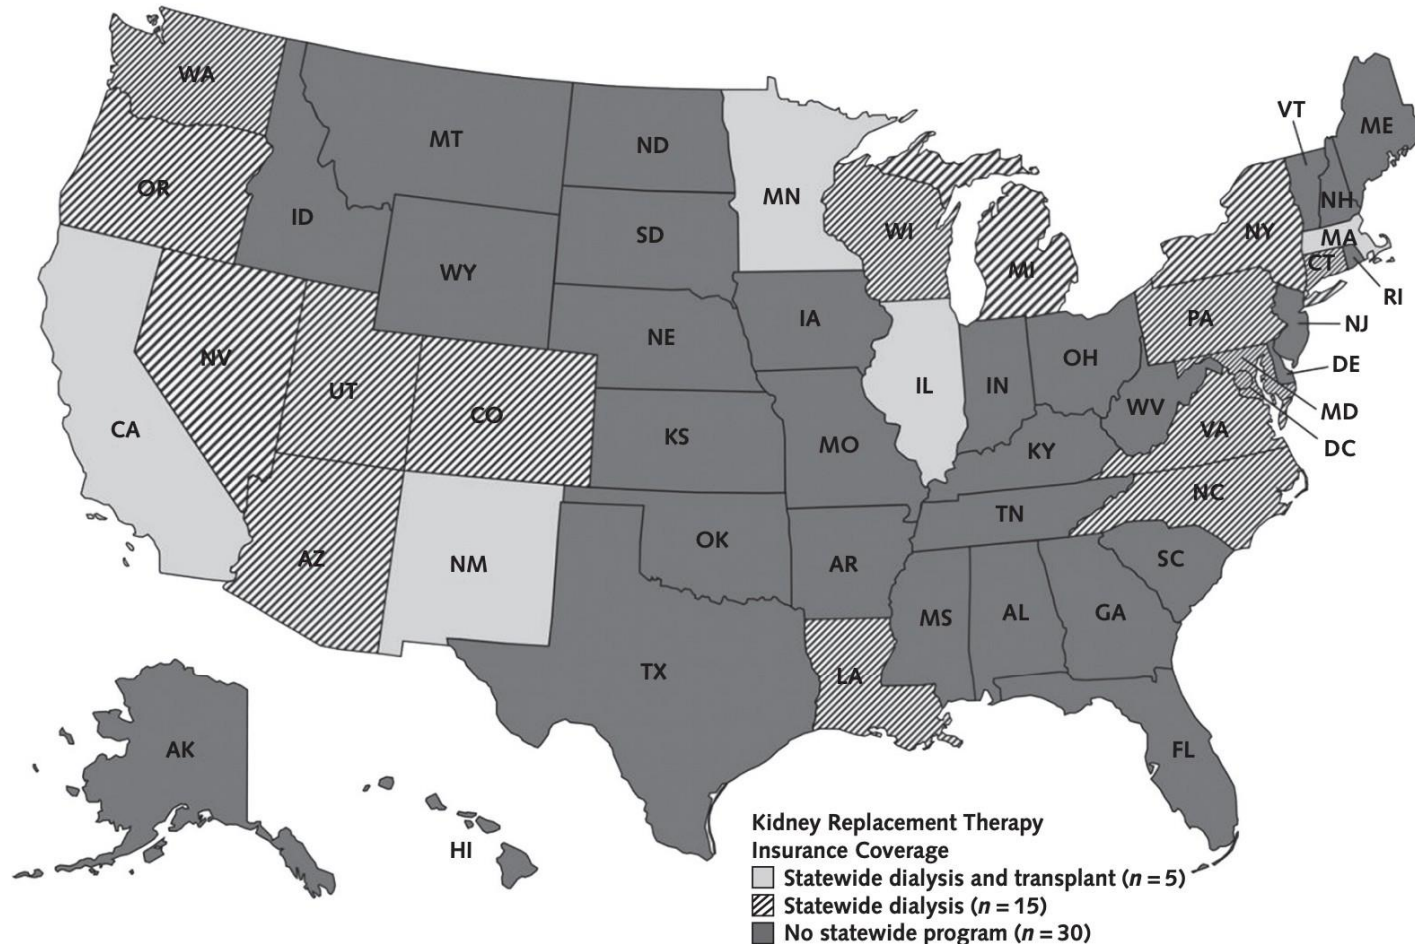 WA
MT
ND
VT
ME
OR
ID
MN
NH
SD
WI
NY
MA
WY
MI
CT
RI
IA
PA
NJ
NE
OH
DE
NV
UT
CO
IL
IN
WV
MD
CA
KS
MO
KY
VA
DC
NC
TN
AZ
NM
OK
AR
SC
MS
AL
GA
TX
LA
AK
FL
HI
Kidney Replacement Therapy
Insurance Coverage
Statewide dialysis and transplant (n = 5)
Statewide dialysis (n = 15)
No statewide program (n = 30)